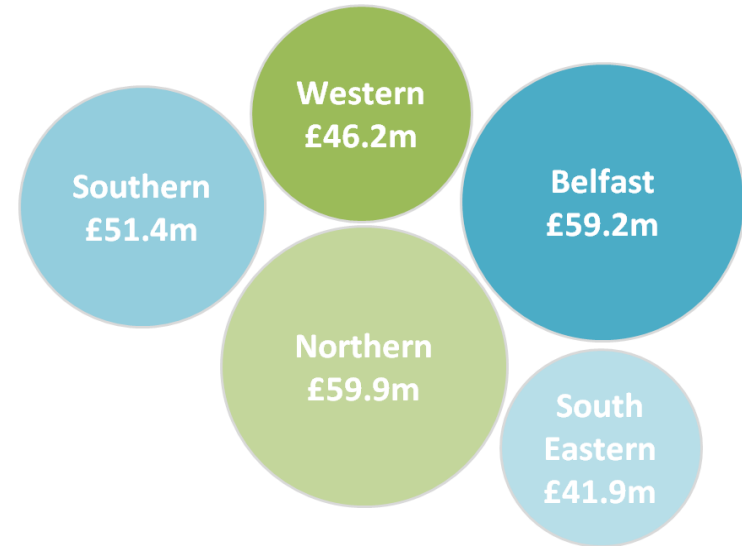 Western
£46.2m
Southern
£51.4m
Belfast
£59.2m
Northern
£59.9m
South
Eastern
£41.9m